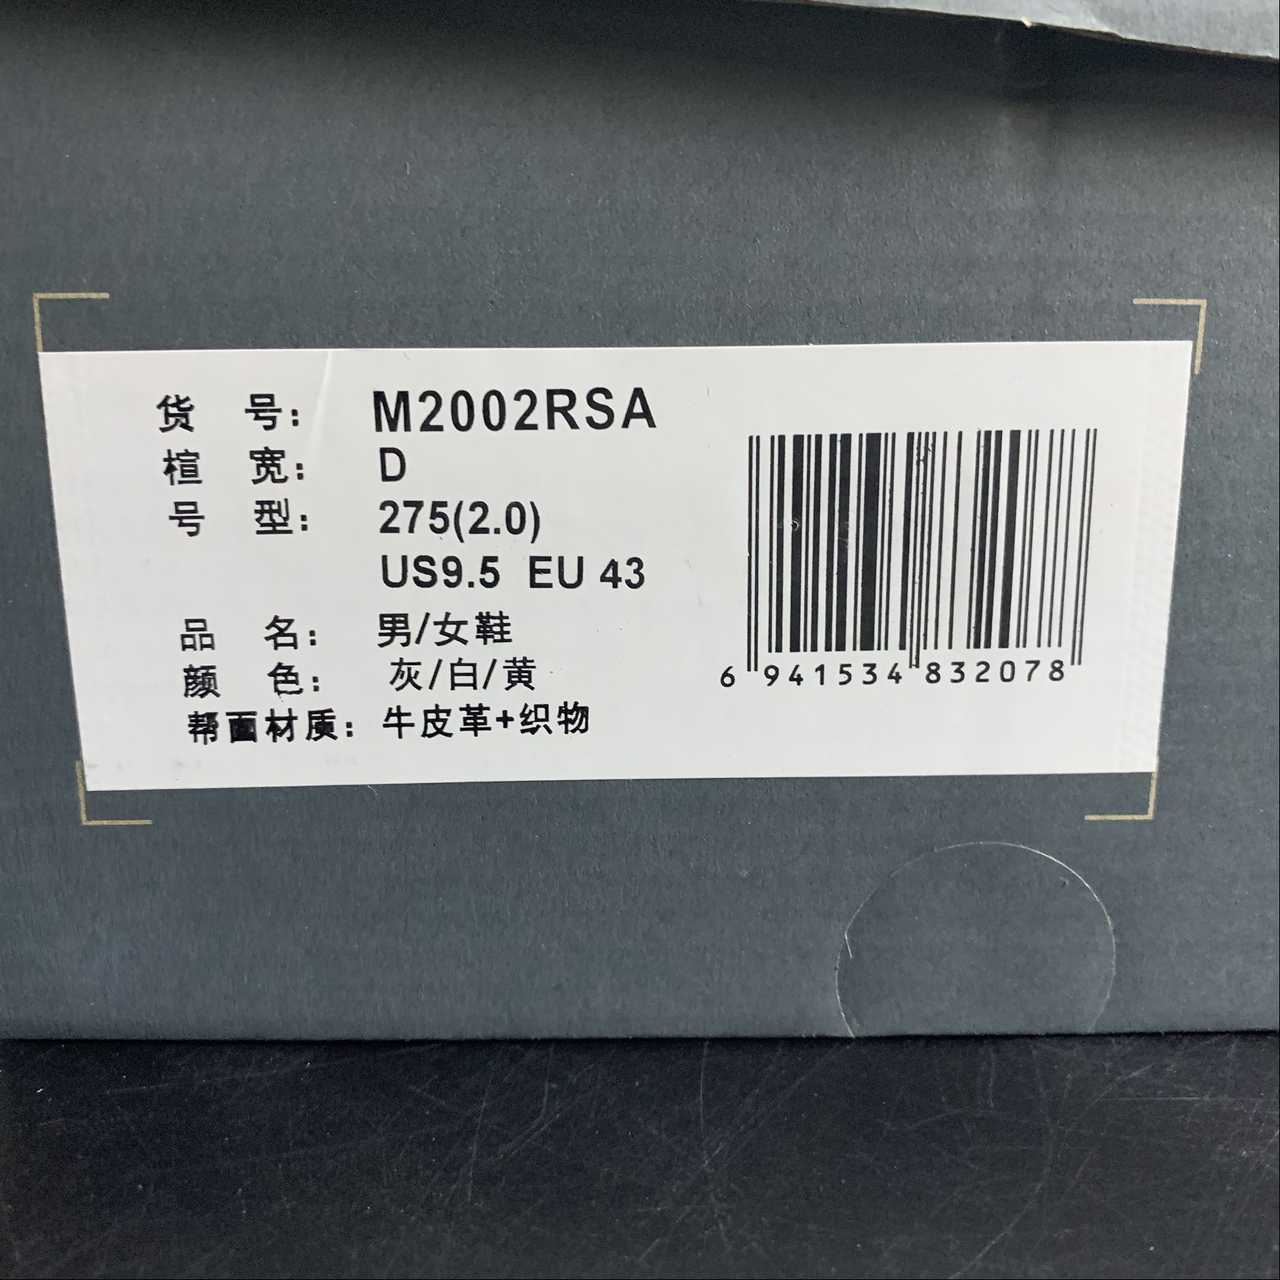 货 号： M2002RSA
楦 宽： D
号 型： 275(2.0)
US9.5 EU 43
品 名： 男/女鞋
颜 色： 灰/白/黄
帮面材质： 牛皮革+织物
6 941534 832078